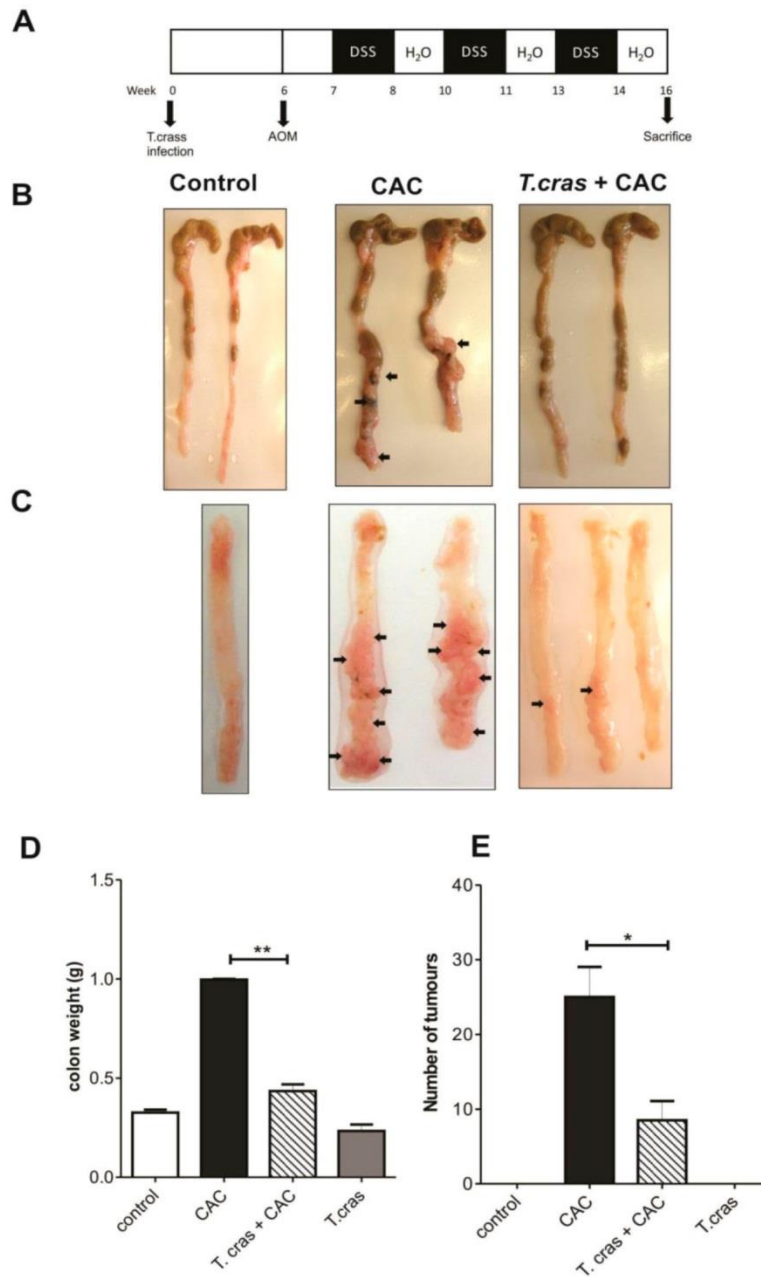 A
DSS H₂O DSS H₂O DSS H₂O
Week 0 6 7 8 10 11 13 14 16
T.crass infection
AOM
Sacrifice
Control CAC T.cras + CAC
B
C
D
1.5
1.0
0.5
0.0
colon weight (g)
**
control CAC T. cras + CAC T.cras
E
40
30
20
10
0
Number of tumours
*
control CAC T. cras + CAC T.cras